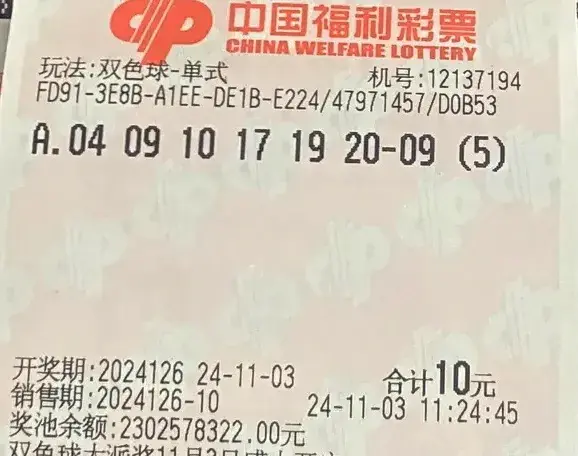 中国福利彩票
CHINA WELFARE LOTTERY
玩法:双色球-单式 机号:12137194
FD91-3E8B-A1EE-DE1B-E224/47971457/D0B53
A.04 09 10 17 19 20-09 (5)
开奖期:2024126 24-11-03 合计10元
销售期:2024126-10 24-11-03 11:24:45
奖池余额:2302578322.00元
双色球大派奖11月3日盛大开